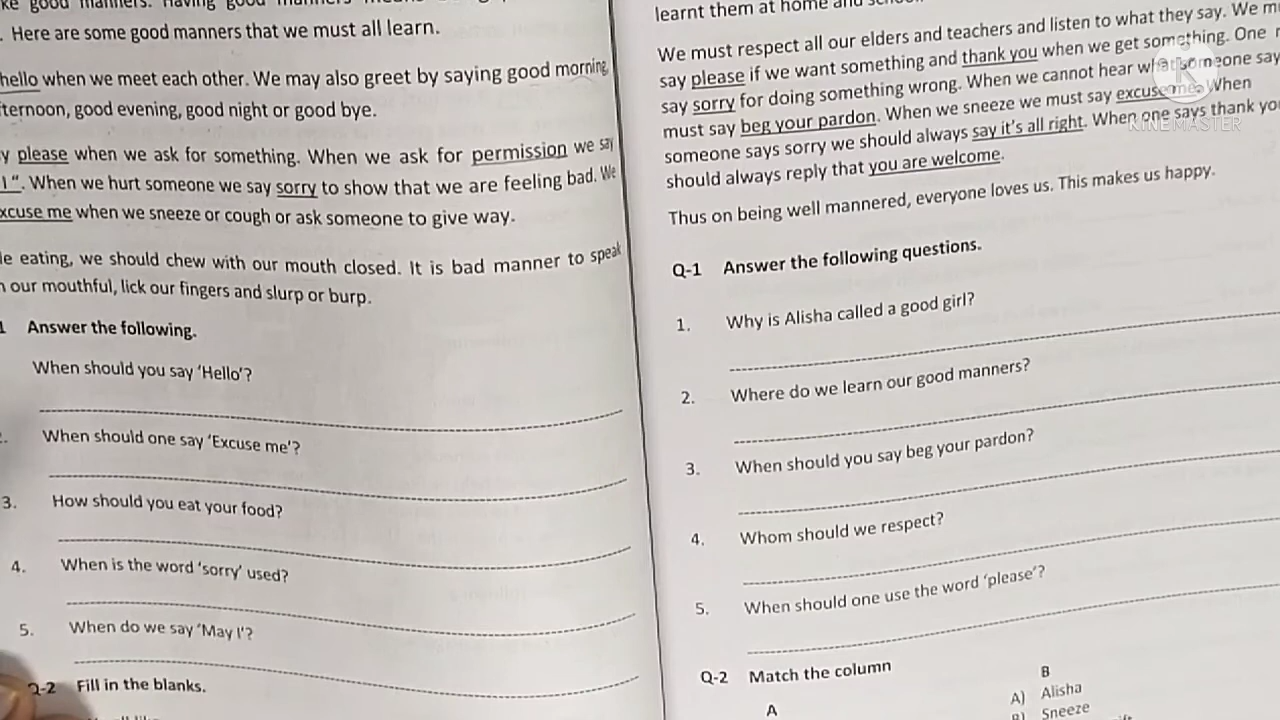 ke good manners. Having good manners means
. Here are some good manners that we must all learn.
hello when we meet each other. We may also greet by saying good morning,
fternoon, good evening, good night or good bye.
y please when we ask for something. When we ask for permission we say
I ". When we hurt someone we say sorry to show that we are feeling bad. We
xcuse me when we sneeze or cough or ask someone to give way.
le eating, we should chew with our mouth closed. It is bad manner to speak
h our mouthful, lick our fingers and slurp or burp.
1 Answer the following.
When should you say ‘Hello’?
2. When should one say ‘Excuse me’?
3. How should you eat your food?
4. When is the word ‘sorry’ used?
5. When do we say ‘May I’?
Q-2 Fill in the blanks.
learnt them at home and
We must respect all our elders and teachers and listen to what they say. We m
say please if we want something and thank you when we get something. One
say sorry for doing something wrong. When we cannot hear what someone say
must say beg your pardon. When we sneeze we must say excuse me. When
someone says sorry we should always say it’s all right. When one says thank you
should always reply that you are welcome.
Thus on being well mannered, everyone loves us. This makes us happy.
Q-1 Answer the following questions.
1. Why is Alisha called a good girl?
2. Where do we learn our good manners?
3. When should you say beg your pardon?
4. Whom should we respect?
5. When should one use the word ‘please’?
Q-2 Match the column
A B
A) Alisha
B) Sneeze
K
KINEMASTER